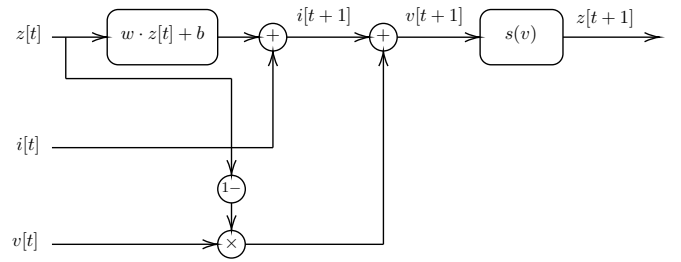 z[t]
w · z[t] + b
+
i[t + 1]
+
v[t + 1]
s(v)
z[t + 1]
i[t]
1−
v[t]
×